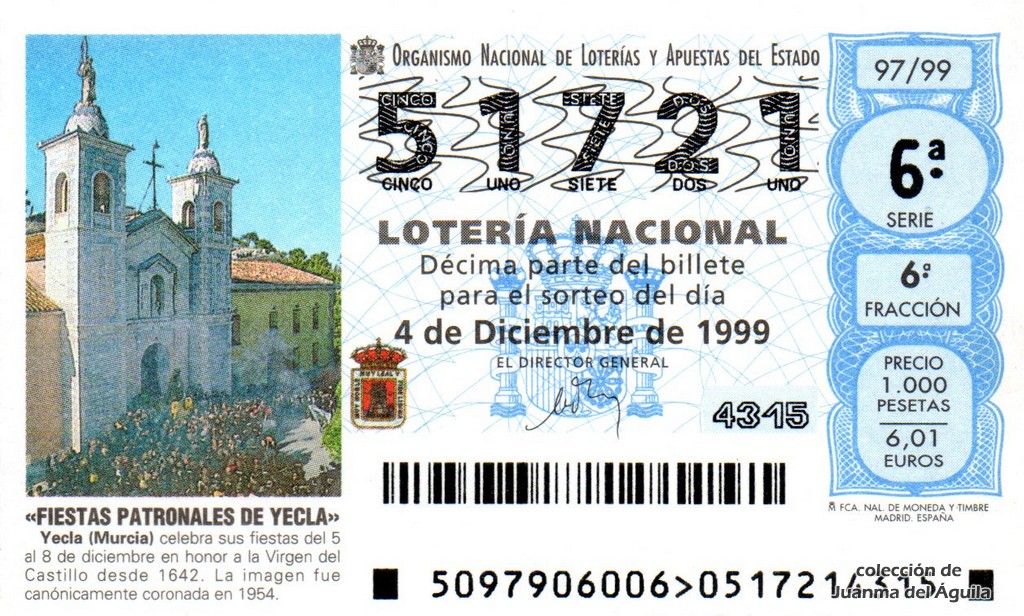 ORGANISMO NACIONAL DE LOTERÍAS Y APUESTAS DEL ESTADO
51721
CINCO UNO SIETE DOS UNO
LOTERÍA NACIONAL
Décima parte del billete
para el sorteo del día
4 de Diciembre de 1999
EL DIRECTOR GENERAL
4315
97/99
6ª
SERIE
6ª
FRACCIÓN
PRECIO
1.000
PESETAS
6,01
EUROS
FCA. NAL. DE MONEDA Y TIMBRE
MADRID. ESPAÑA
«FIESTAS PATRONALES DE YECLA»
Yecla (Murcia) celebra sus fiestas del 5
al 8 de diciembre en honor a la Virgen del
Castillo desde 1642. La imagen fue
canónicamente coronada en 1954.
5097906006>0517214315
colección de
Juanma del Águila